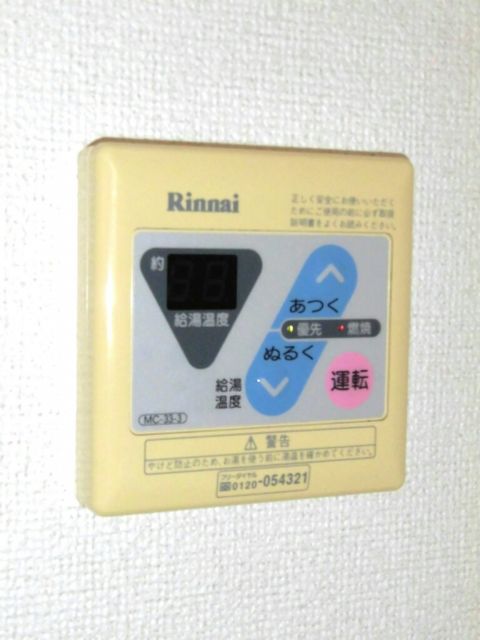 Rinnai
正しく安全にお使いいただく
ためにご使用の前に必ず取扱
説明書をよくお読みください。
約
給湯温度
あつく
優先 燃焼
ぬるく
給湯
温度
運転
MC-33-3
⚠警告
やけど防止のため、お湯を使う前に湯温を確かめてください。
フリーダイヤル
0120-054321